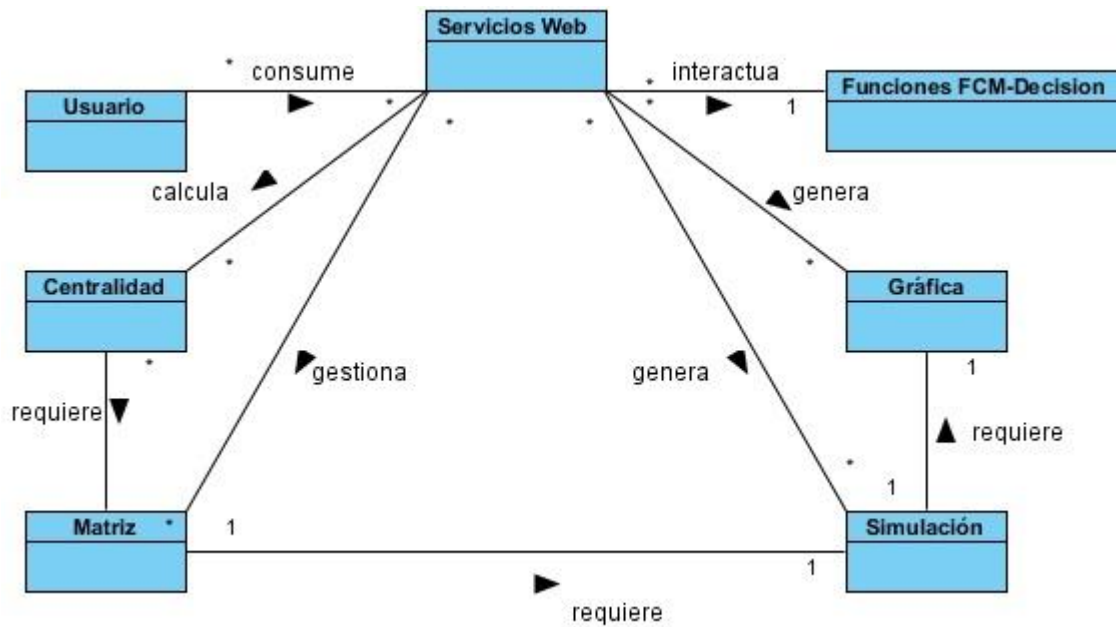 Servicios Web
*
consume
*
interactua
Usuario
*
*
1
Funciones FCM-Decision
*
*
calcula
genera
*
*
Centralidad
Gráfica
*
gestiona
genera
1
requiere
requiere
*
1
Matriz
*
1
Simulación
1
requiere